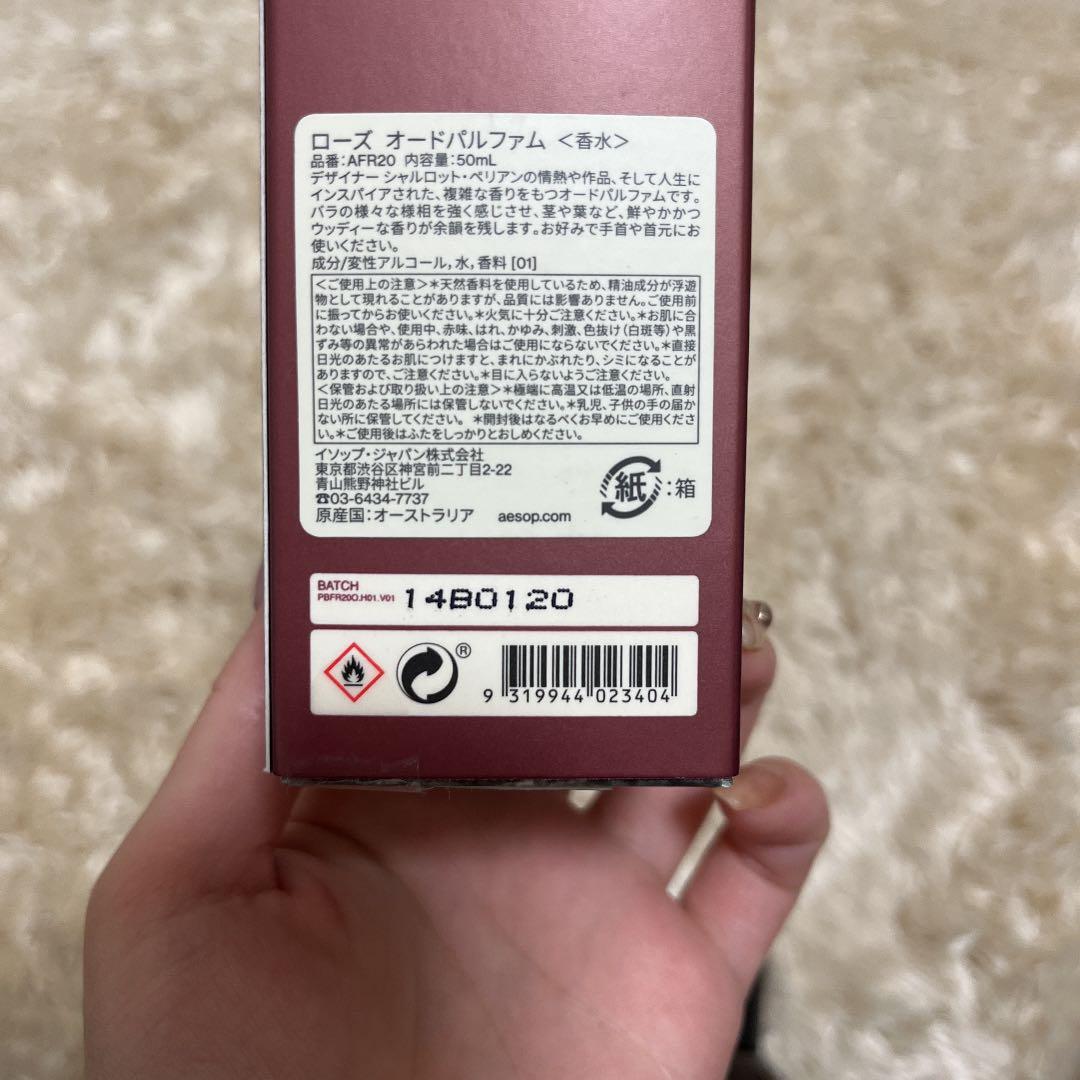 ローズ オードパルファム <香水>
品番:AFR20 内容量:50mL
デザイナー シャルロット・ペリアンの情熱や作品、そして人生に
インスパイアされた、複雑な香りをもつオードパルファムです。
バラの様々な様相を強く感じさせ、茎や葉など、鮮やかかつ
ウッディーな香りが余韻を残します。お好みで手首や首元にお
使いください。
成分/変性アルコール,水,香料 [01]
<ご使用上の注意>*天然香料を使用しているため、精油成分が浮遊
物として現れることがありますが、品質には影響ありません。ご使用前
に振ってからお使いください。*火気に十分ご注意ください。*お肌に合
わない場合や、使用中、赤味、はれ、かゆみ、刺激、色抜け(白斑等)や黒
ずみ等の異常があらわれた場合はご使用にならないでください。*直接
日光のあたるお肌につけますと、まれにかぶれたり、シミになることが
ありますので、ご注意ください。*目に入らないようご注意ください。
<保管および取り扱い上の注意>*極端に高温又は低温の場所、直射
日光のあたる場所には保管しないでください。*乳児、子供の手の届か
ない所に保管してください。 *開封後はなるべくお早めにご使用くださ
い。*ご使用後はふたをしっかりとおしめください。
イソップ・ジャパン株式会社
東京都渋谷区神宮前二丁目2-22
青山熊野神社ビル
☎03-6434-7737
原産国:オーストラリア aesop.com
紙:箱
BATCH
PBFR20O.H01.V01 14B0120
®
9 319944 023404